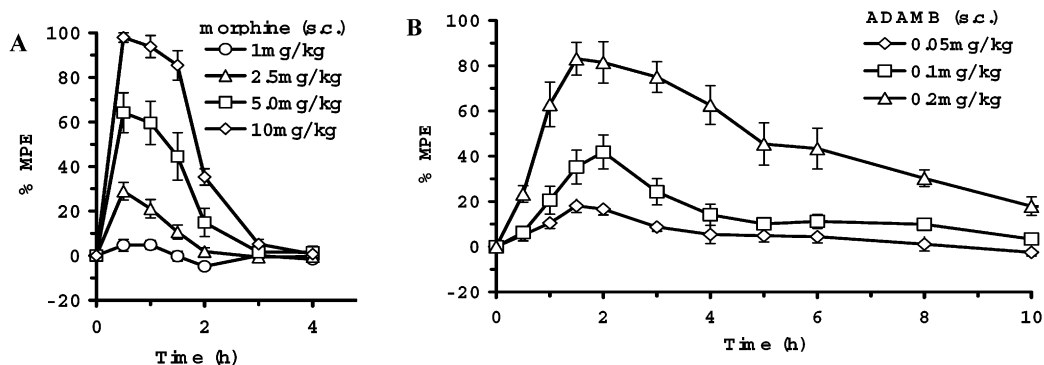 A
morphine (s.c.)
1mg/kg
2.5mg/kg
5.0mg/kg
10mg/kg
100
80
60
40
20
0
-20
% MPE
0
2
4
Time (h)
B
ADAMB (s.c.)
0.05mg/kg
0.1mg/kg
0.2mg/kg
100
80
60
40
20
0
-20
% MPE
0
2
4
6
8
10
Time (h)